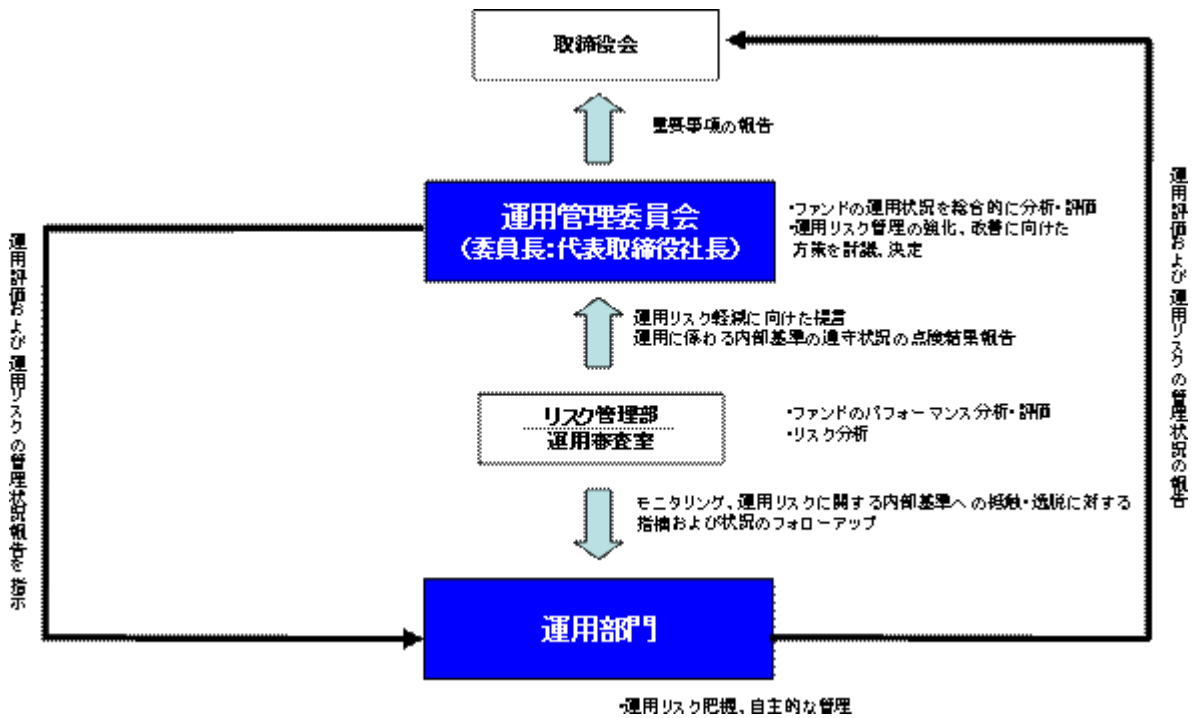 取締役会
重要事項の報告
運用管理委員会
(委員長:代表取締役社長)
・ファンドの運用状況を総合的に分析・評価
・運用リスク管理の強化、改善に向けた
方策を討議、決定
運用リスク軽減に向けた提言
運用に係わる内部基準の遵守状況の点検結果報告
リスク管理部
運用審査室
・ファンドのパフォーマンス分析・評価
・リスク分析
モニタリング、運用リスクに関する内部基準への抵触・逸脱に対する
指摘および状況のフォローアップ
運用部門
・運用リスク把握、自主的な管理
運用評価および運用リスクの管理状況報告を指示
運用評価および運用リスクの管理状況の報告